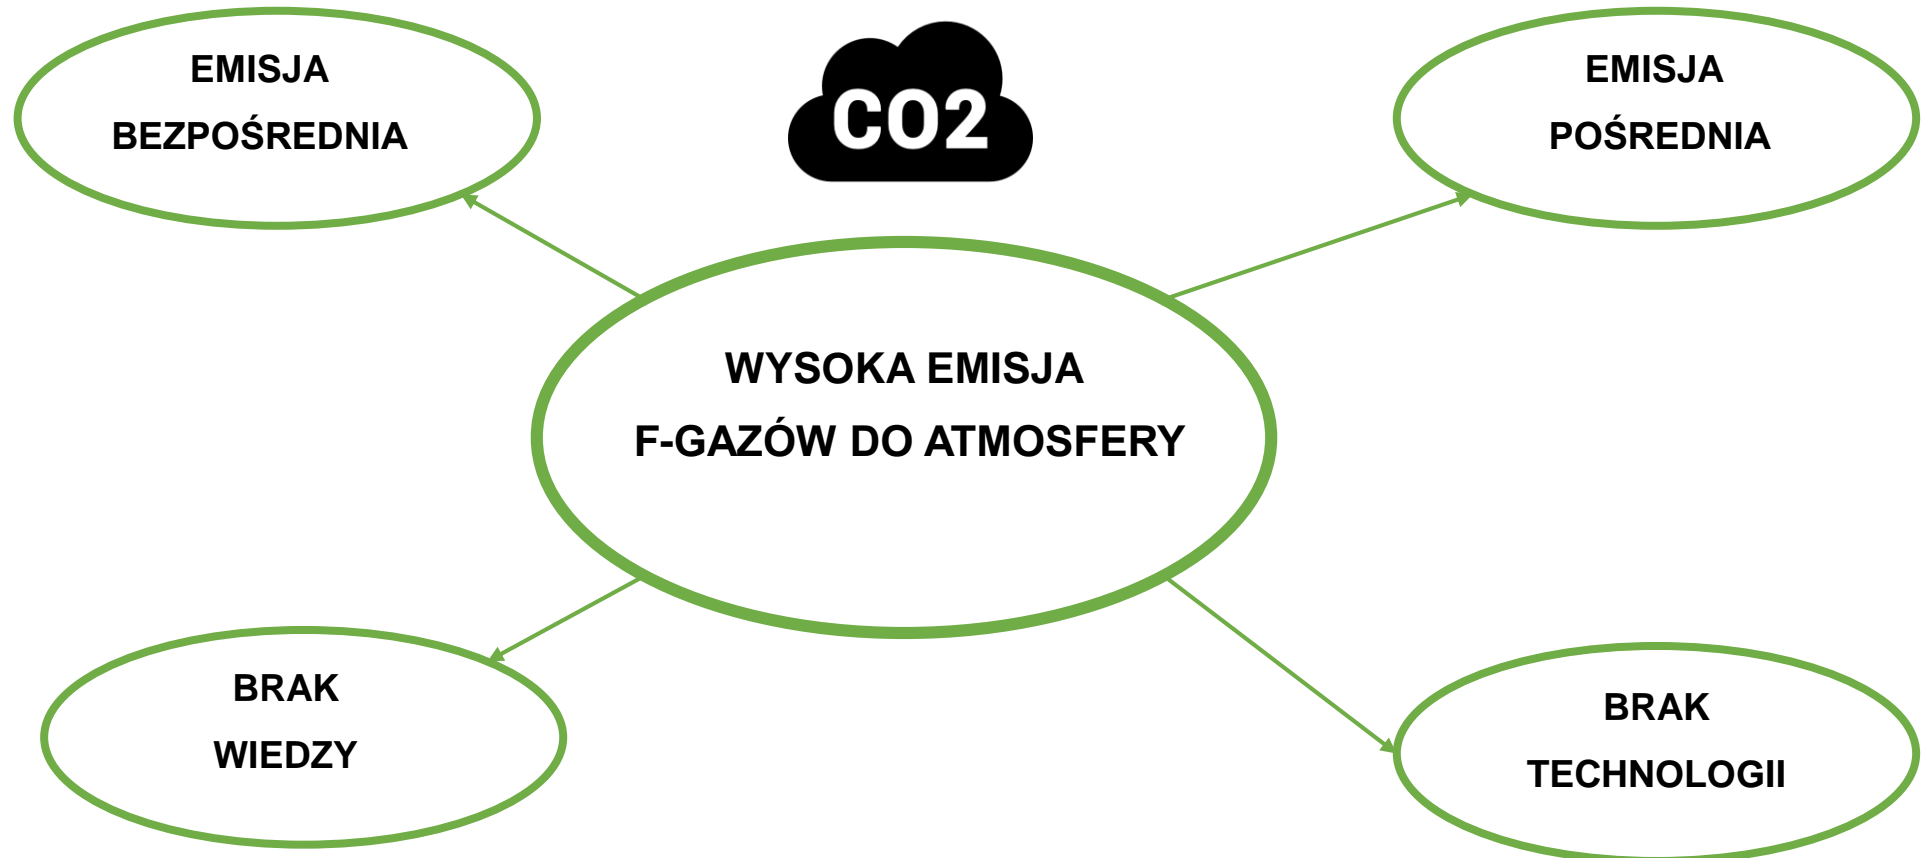 EMISJA
BEZPOŚREDNIA
CO2
EMISJA
POŚREDNIA
WYSOKA EMISJA
F-GAZÓW DO ATMOSFERY
BRAK
WIEDZY
BRAK
TECHNOLOGII